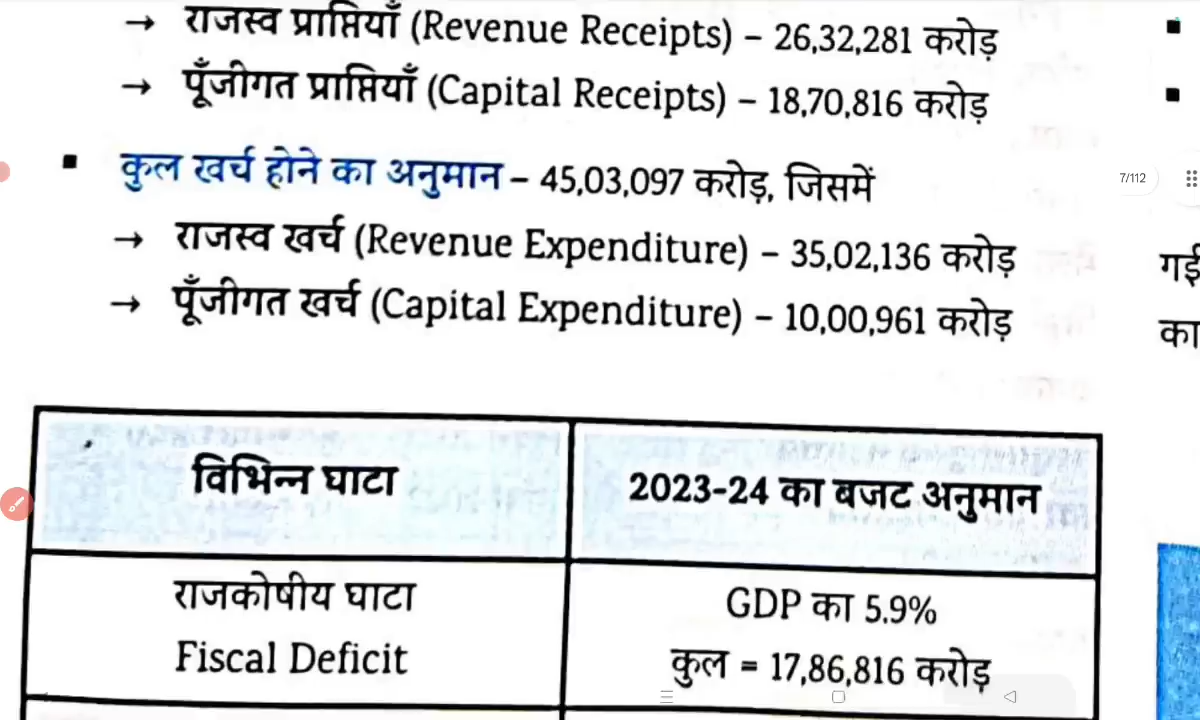 → राजस्व प्राप्तियाँ (Revenue Receipts) – 26,32,281 करोड़
→ पूँजीगत प्राप्तियाँ (Capital Receipts) – 18,70,816 करोड़
▪ कुल खर्च होने का अनुमान – 45,03,097 करोड़, जिसमें
7/112
→ राजस्व खर्च (Revenue Expenditure) – 35,02,136 करोड़
गई
→ पूँजीगत खर्च (Capital Expenditure) – 10,00,961 करोड़
का
विभिन्न घाटा
2023-24 का बजट अनुमान
राजकोषीय घाटा
Fiscal Deficit
GDP का 5.9%
कुल = 17,86,816 करोड़